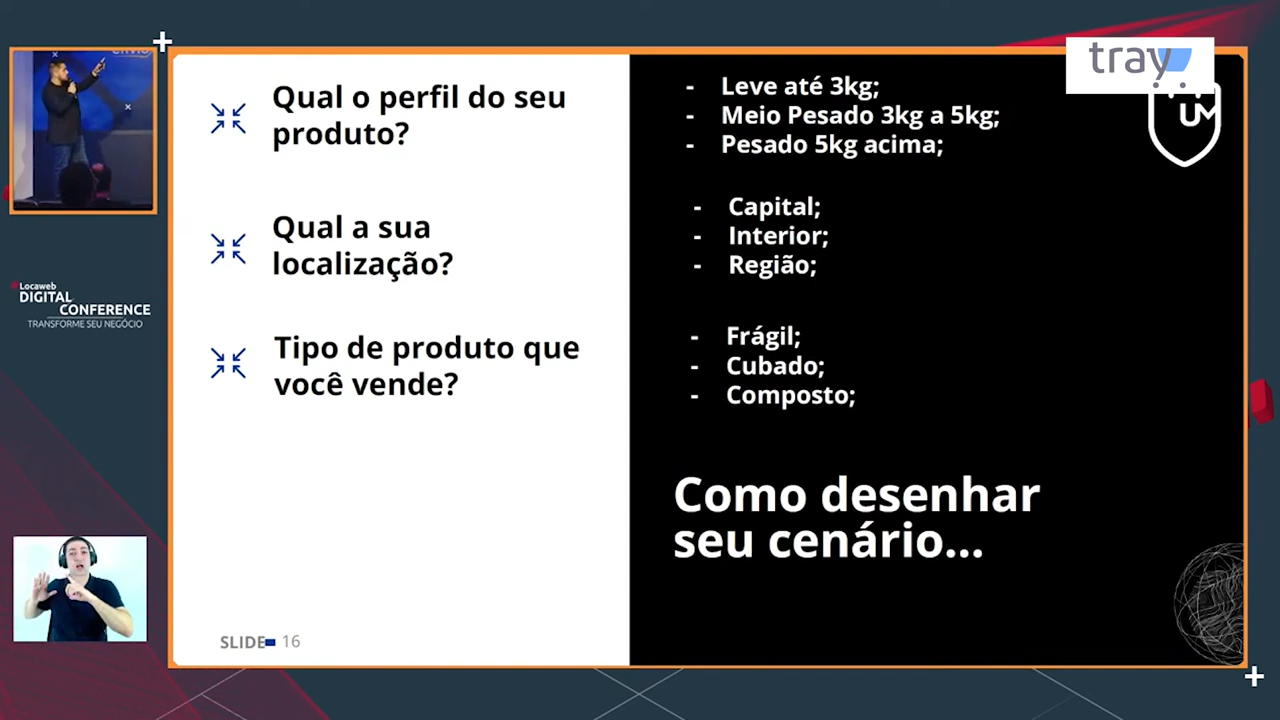 Qual o perfil do seu
produto?
Qual a sua
localização?
Tipo de produto que
você vende?
SLIDE 16
- Leve até 3kg;
- Meio Pesado 3kg a 5kg;
- Pesado 5kg acima;
- Capital;
- Interior;
- Região;
- Frágil;
- Cubado;
- Composto;
Como desenhar
seu cenário...
tray
UM
Locaweb
DIGITAL
CONFERENCE
TRANSFORME SEU NEGÓCIO